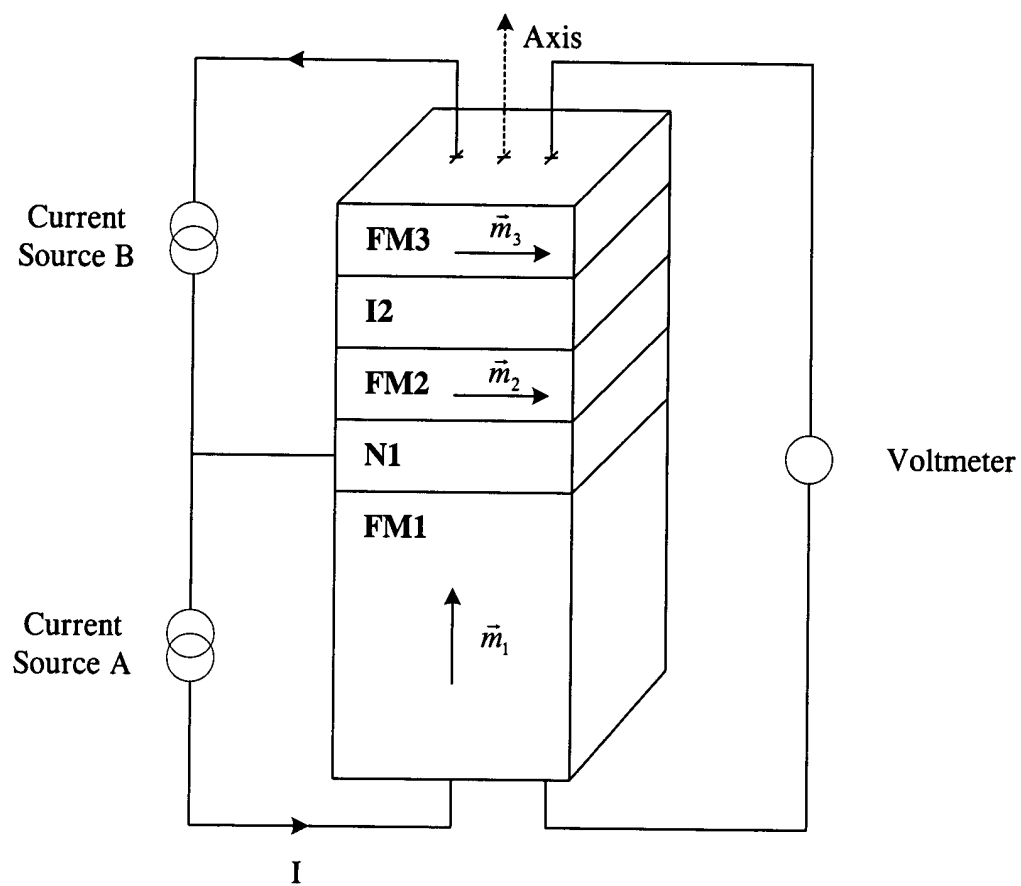 Axis
Current
Source B
FM3
m⃗₃
I2
FM2
m⃗₂
N1
Voltmeter
FM1
Current
Source A
m⃗₁
I